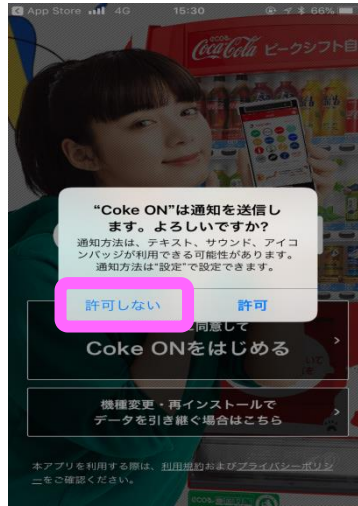 App Store 4G 15:30 66%
Coca-Cola ピークシフト自
"Coke ON"は通知を送信し
ます。よろしいですか?
通知方法は、テキスト、サウンド、アイコ
ンバッジが利用できる可能性があります。
通知方法は"設定"で設定できます。
許可しない 許可
同意して
Coke ONをはじめる
機種変更・再インストールで
データを引き継ぐ場合はこちら
本アプリを利用する際は、利用規約およびプライバシーポリシ
ーをご確認ください。